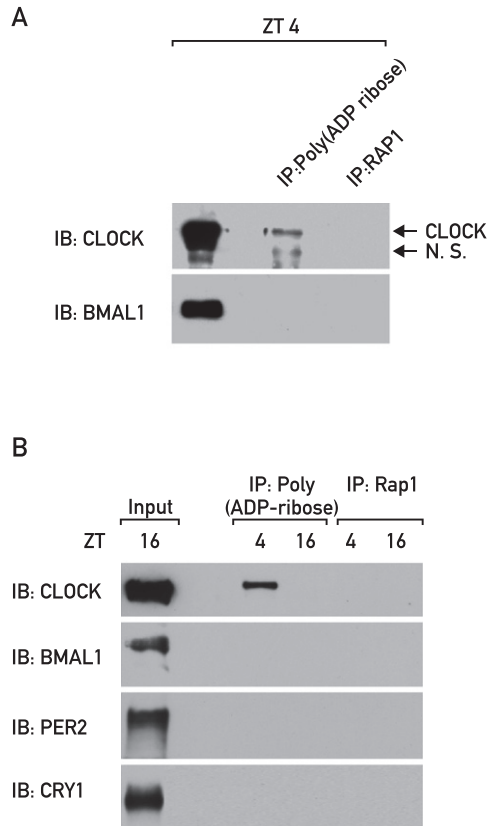 A
ZT 4
IP:Poly(ADP ribose)
IP:RAP1
IB: CLOCK
CLOCK
N. S.
IB: BMAL1
B
Input
IP: Poly
(ADP-ribose)
IP: Rap1
ZT 16 4 16 4 16
IB: CLOCK
IB: BMAL1
IB: PER2
IB: CRY1